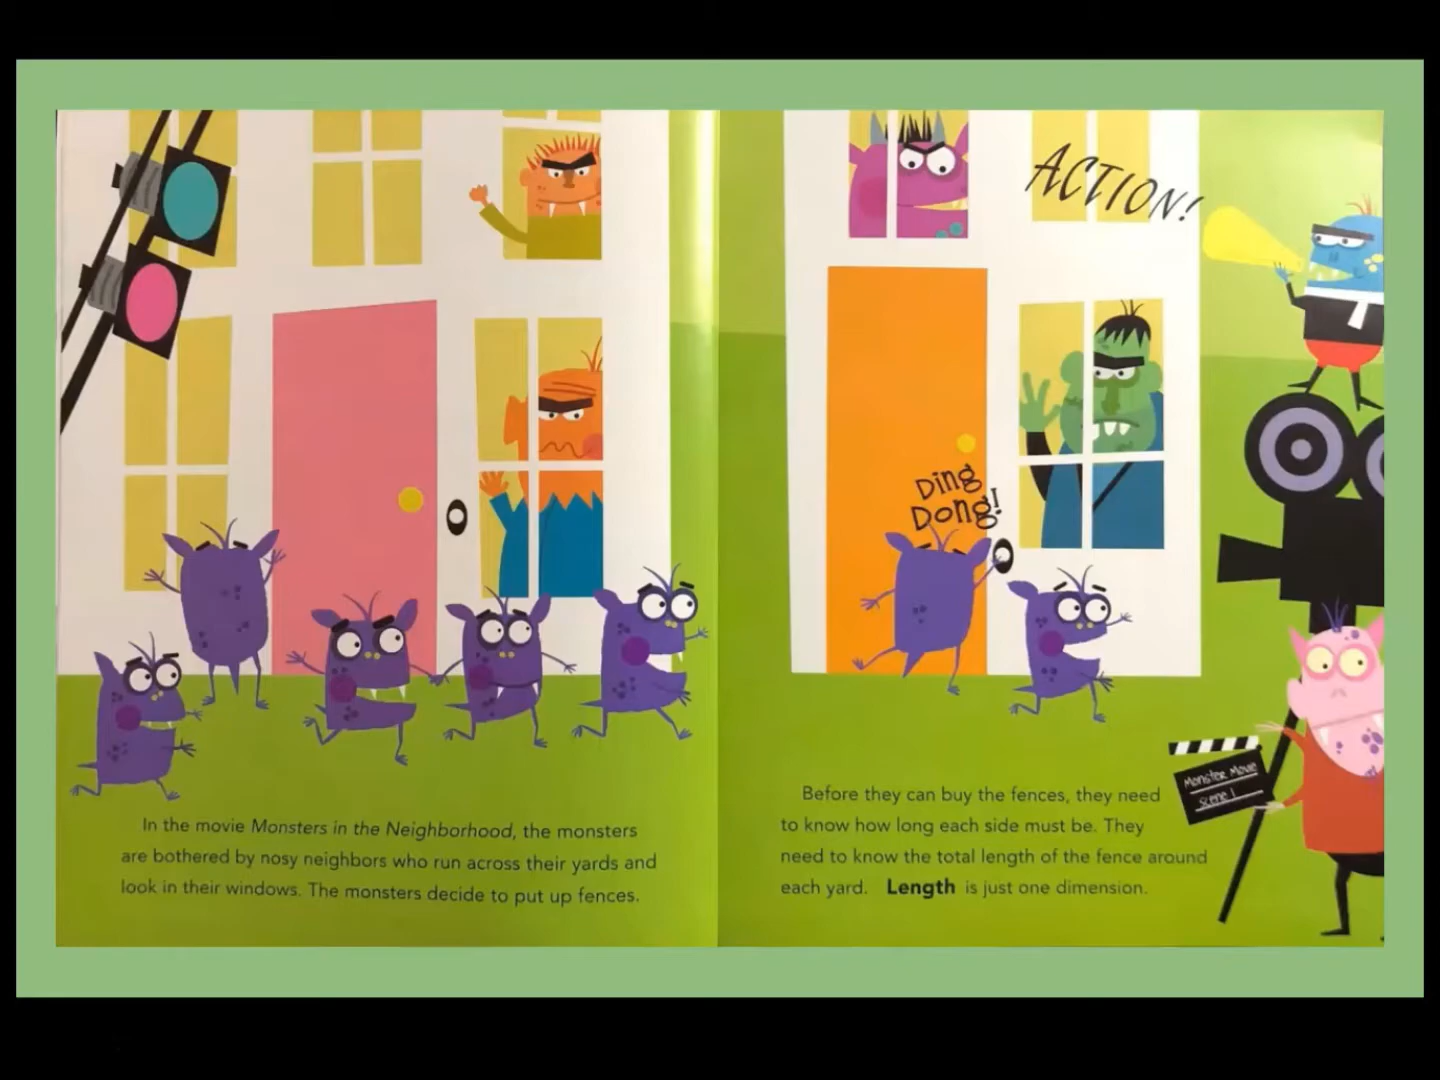 In the movie Monsters in the Neighborhood, the monsters
are bothered by nosy neighbors who run across their yards and
look in their windows. The monsters decide to put up fences.
ACTION!
Ding
Dong!
Monster Movie
Scene 1
Before they can buy the fences, they need
to know how long each side must be. They
need to know the total length of the fence around
each yard. Length is just one dimension.